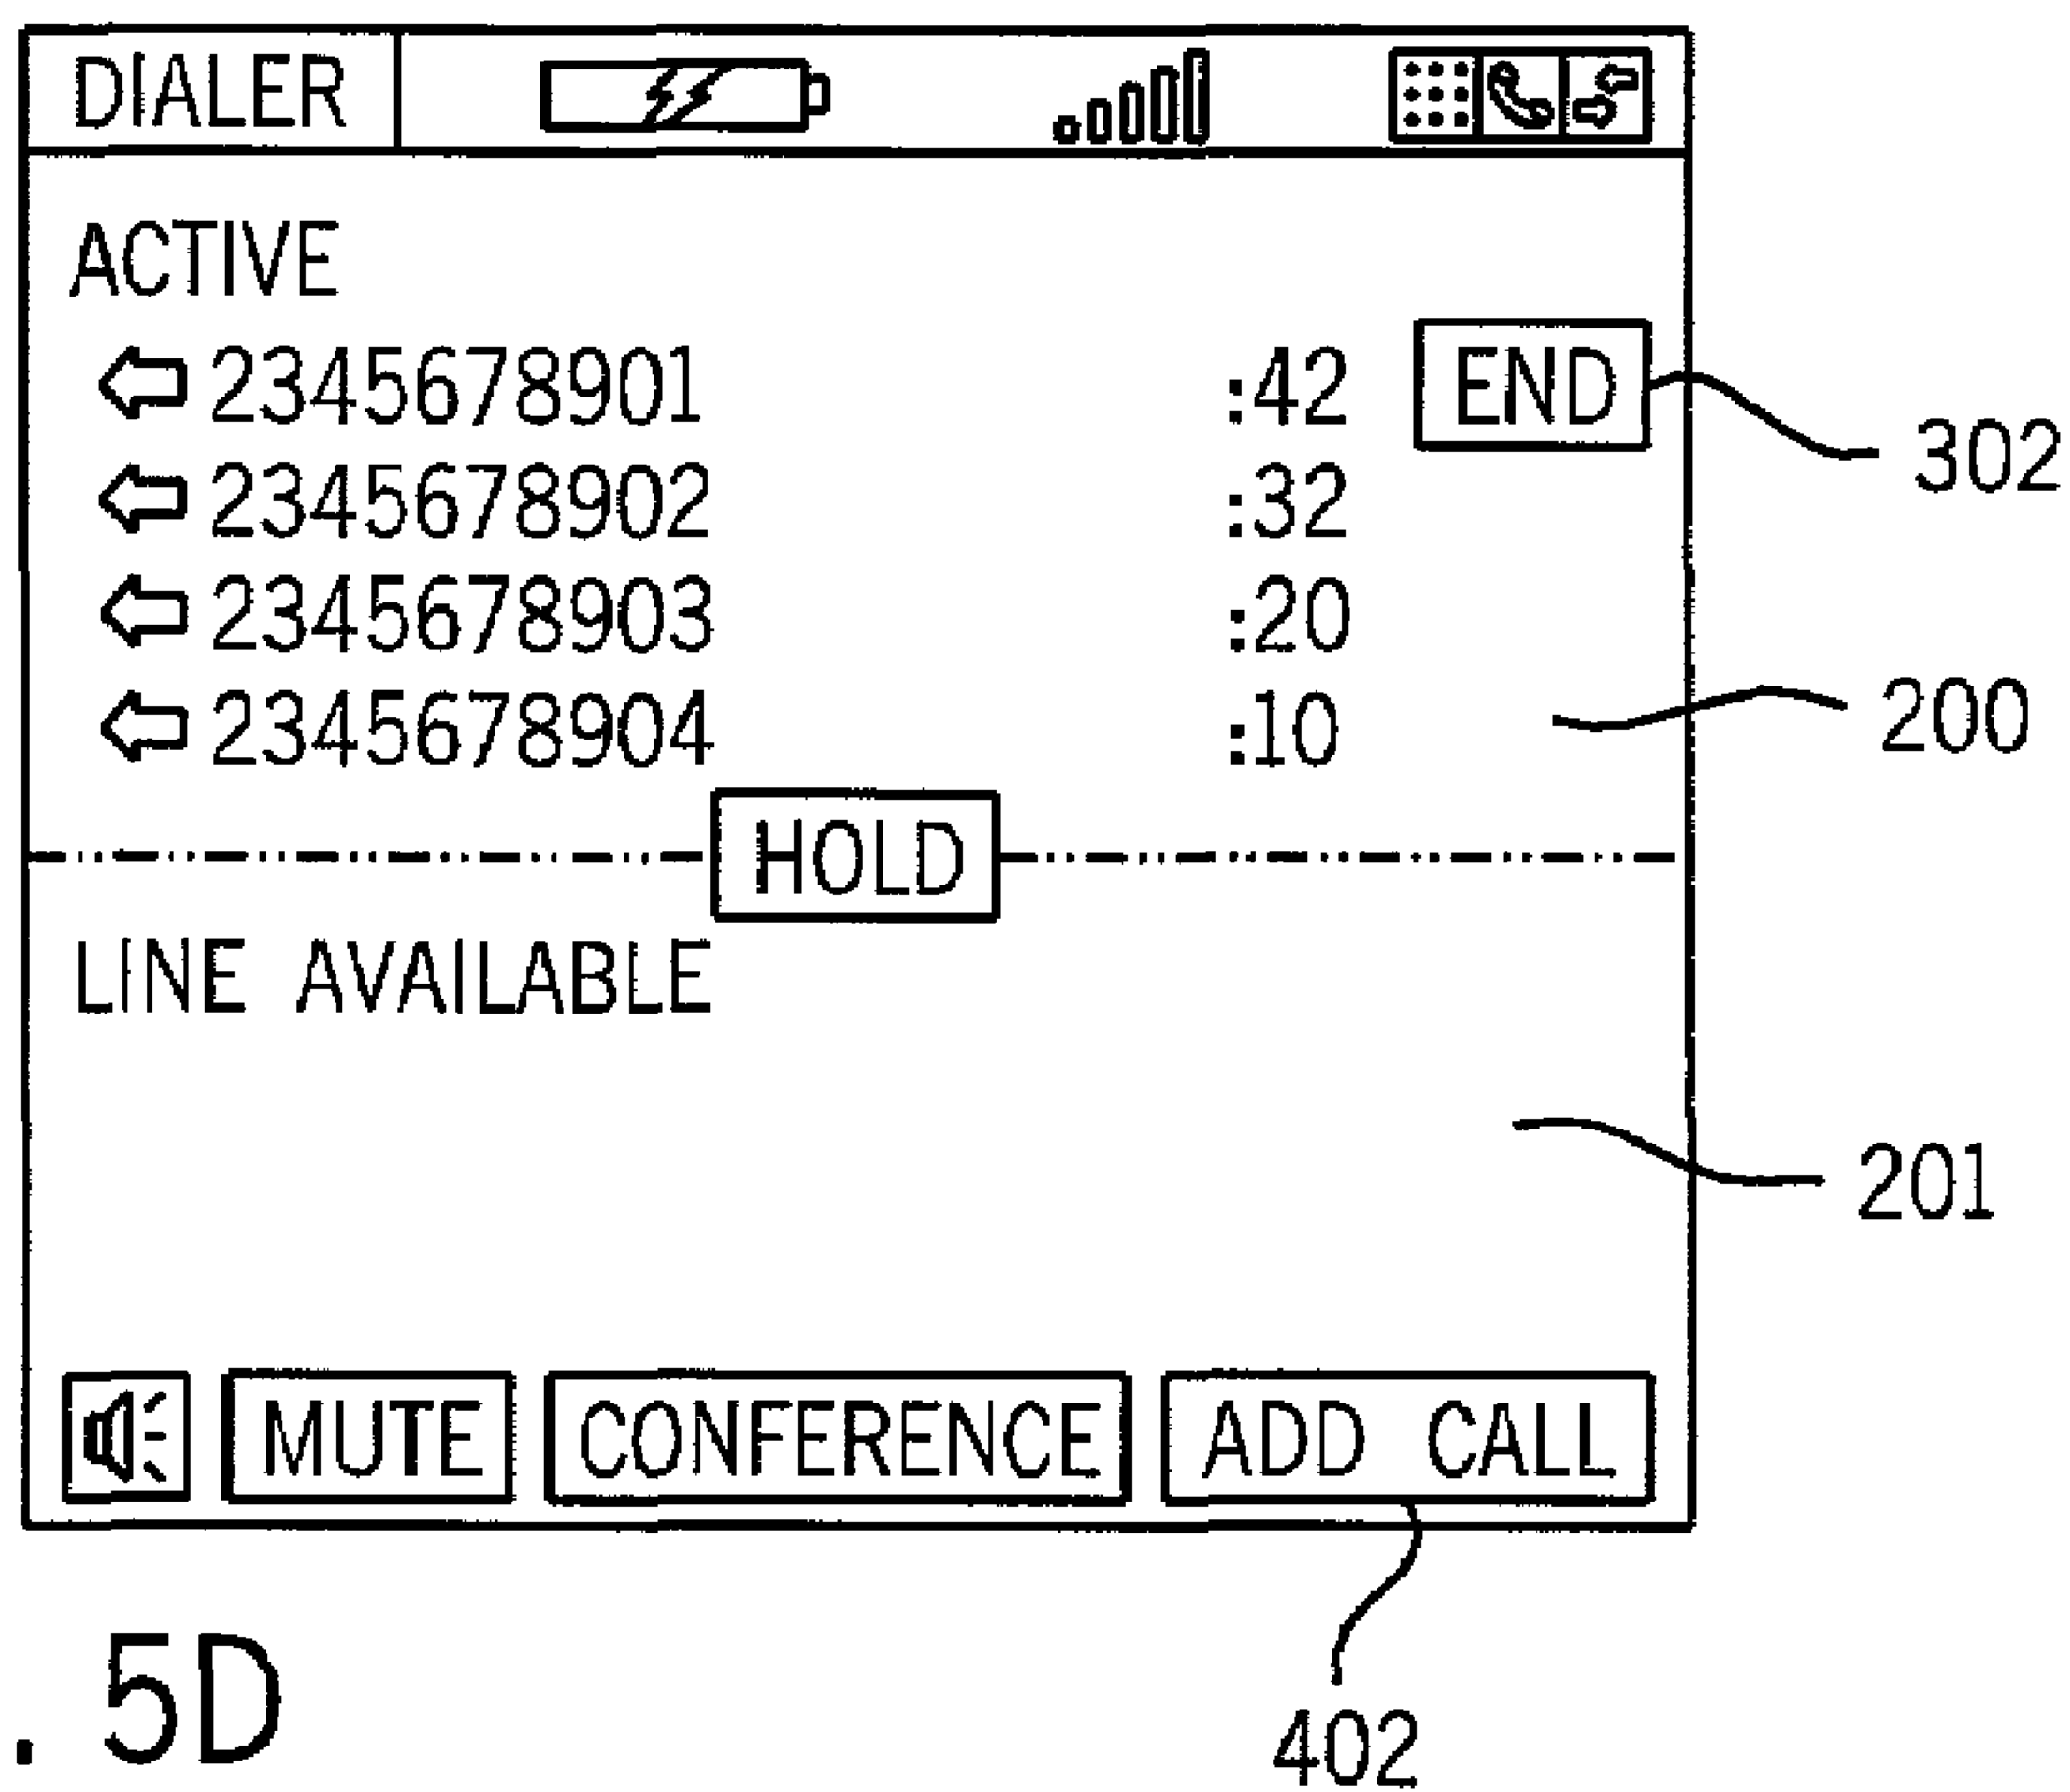 DIALER
ACTIVE
2345678901 :42 END
302
2345678902 :32
2345678903 :20
2345678904 :10
200
HOLD
LINE AVAILABLE
201
MUTE CONFERENCE ADD CALL
. 5D
402